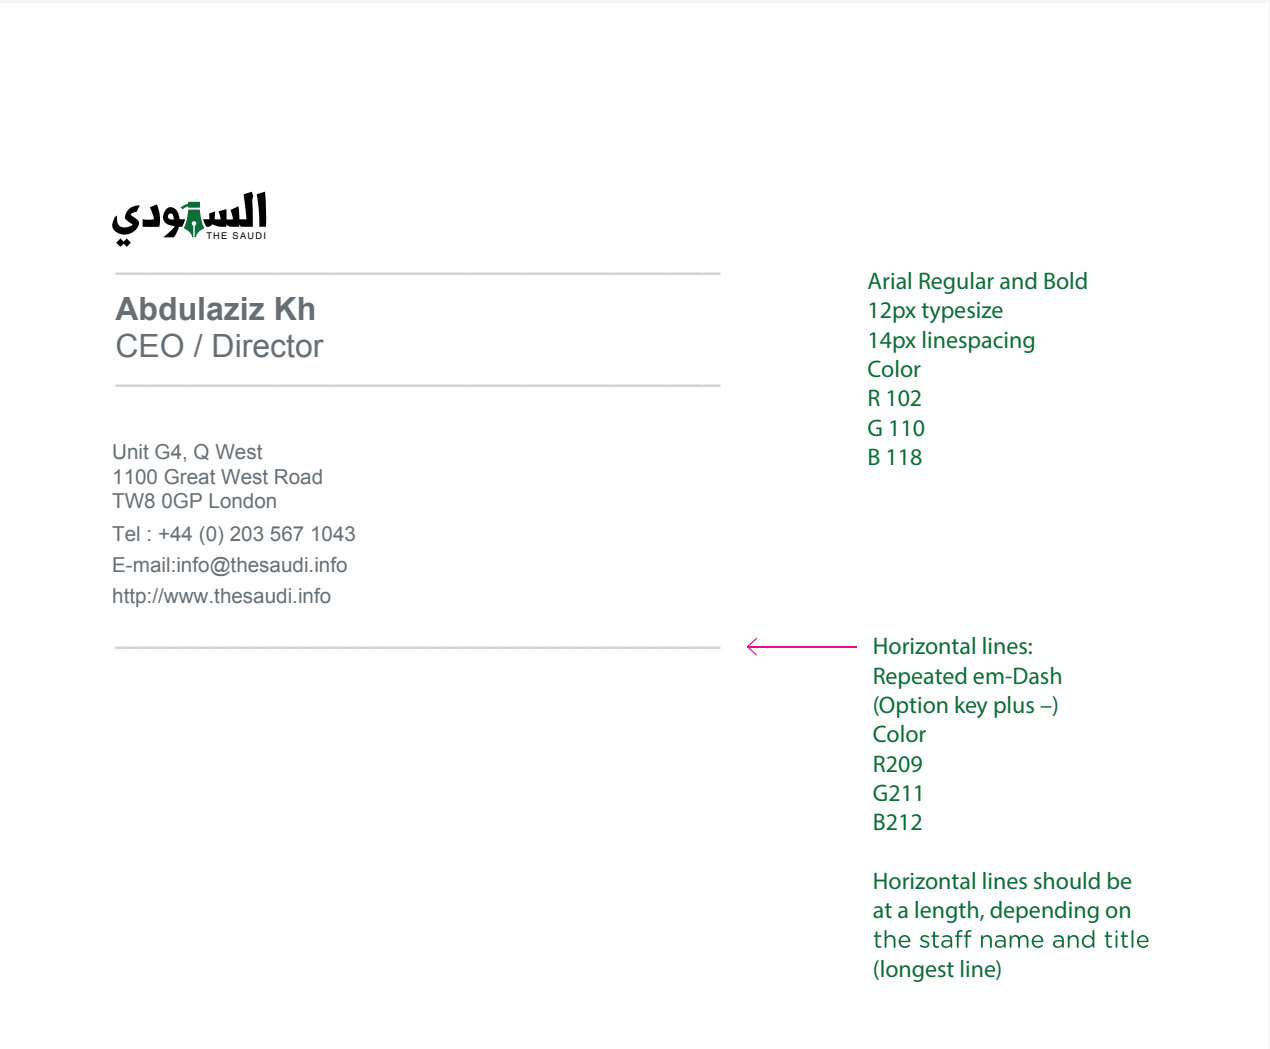 السعودي
THE SAUDI
Abdulaziz Kh
CEO / Director
Unit G4, Q West
1100 Great West Road
TW8 0GP London
Tel : +44 (0) 203 567 1043
E-mail:info@thesaudi.info
http://www.thesaudi.info
Arial Regular and Bold
12px typesize
14px linespacing
Color
R 102
G 110
B 118
Horizontal lines:
Repeated em-Dash
(Option key plus –)
Color
R209
G211
B212
Horizontal lines should be
at a length, depending on
the staff name and title
(longest line)